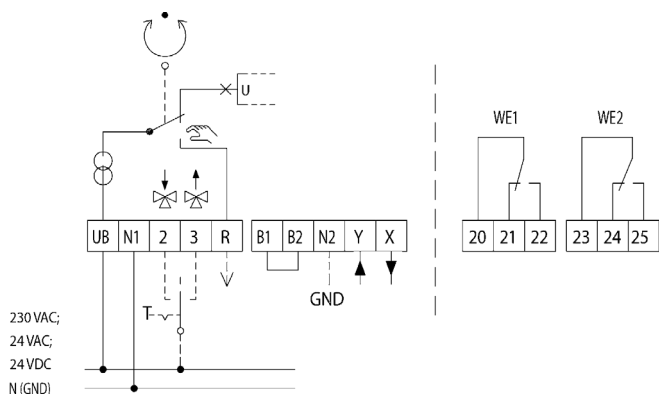 U
WE1 WE2
UB N1 2 3 R B1 B2 N2 Y X 20 21 22 23 24 25
GND
T
230 VAC;
24 VAC;
24 VDC
N (GND)